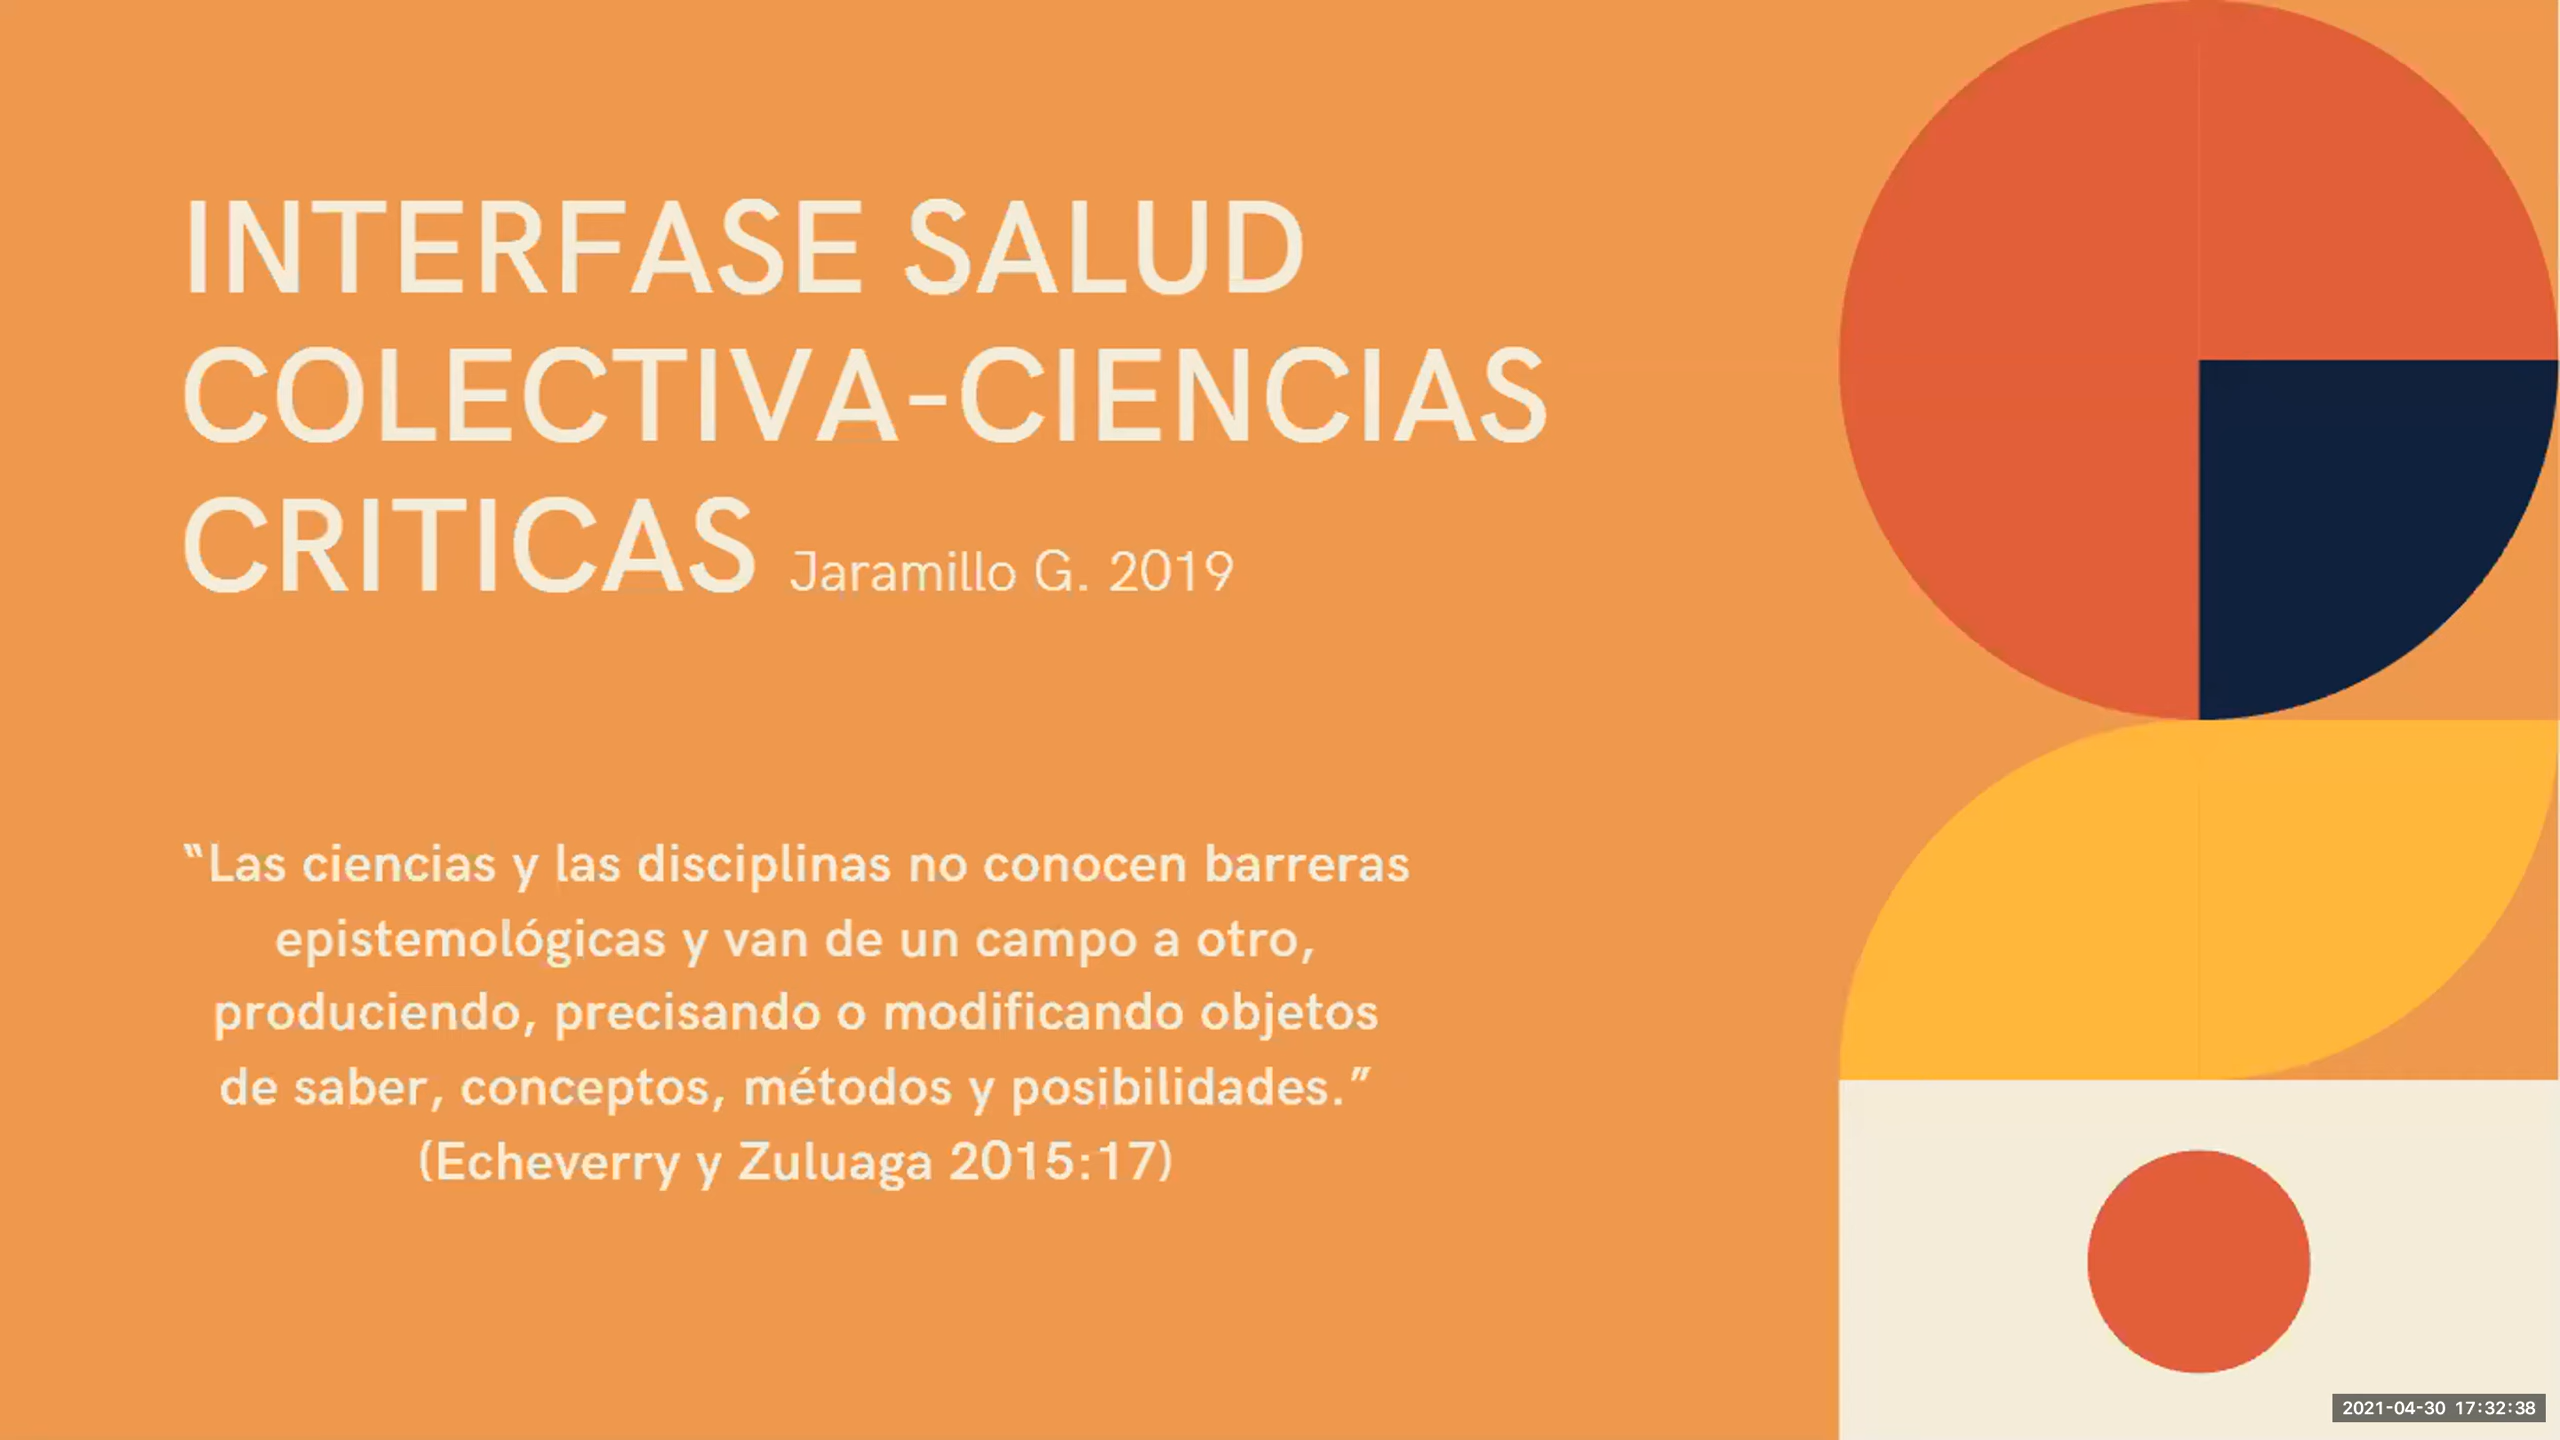 INTERFASE SALUD
COLECTIVA-CIENCIAS
CRITICAS Jaramillo G. 2019
“Las ciencias y las disciplinas no conocen barreras
epistemológicas y van de un campo a otro,
produciendo, precisando o modificando objetos
de saber, conceptos, métodos y posibilidades.”
(Echeverry y Zuluaga 2015:17)
2021-04-30 17:32:38